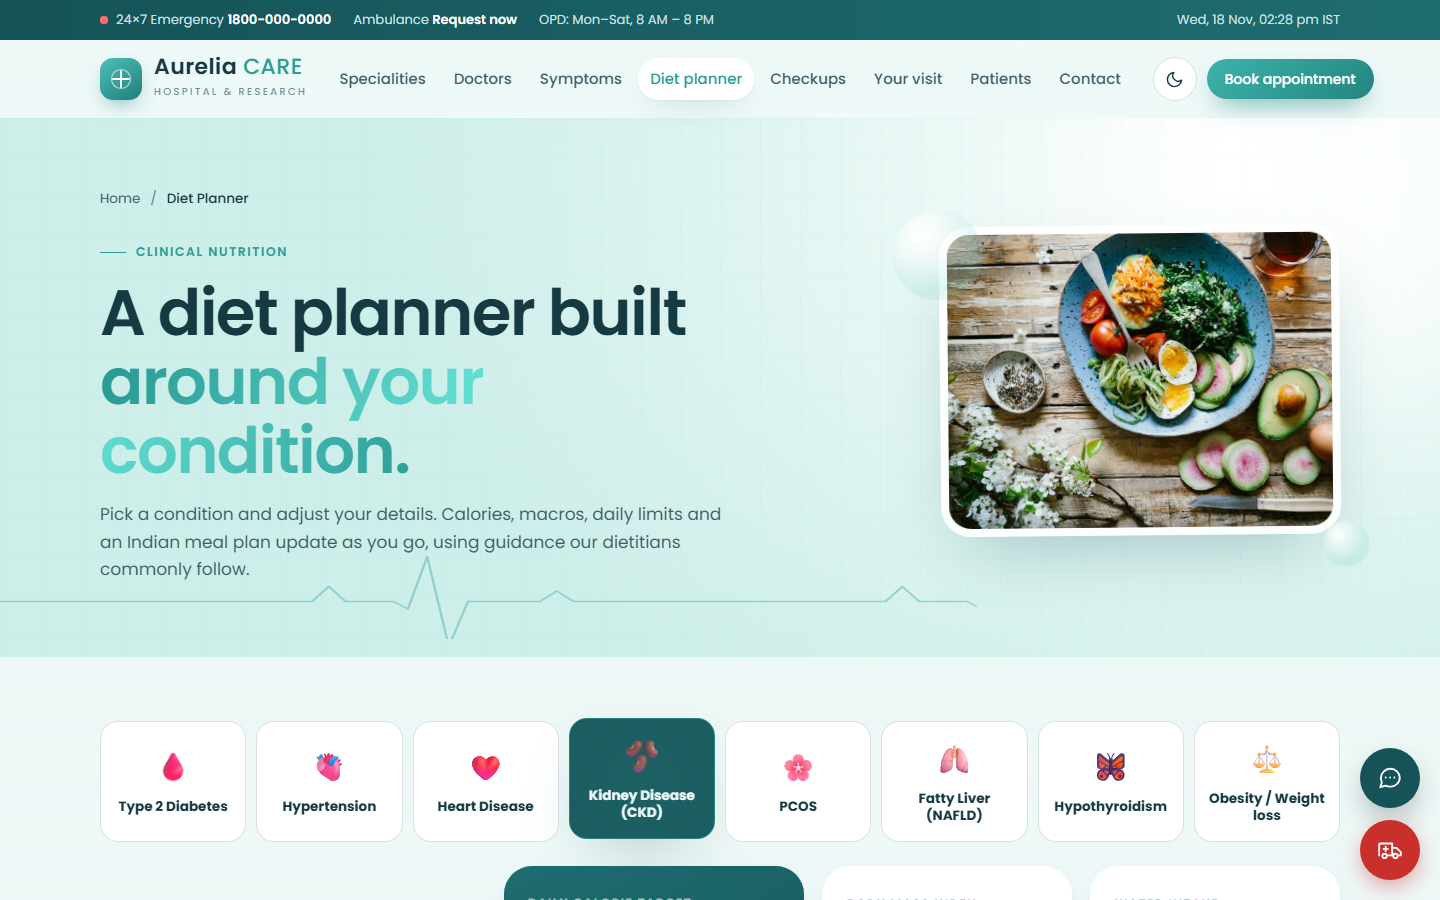 24×7 Emergency 1800-000-0000
Ambulance Request now
OPD: Mon–Sat, 8 AM – 8 PM
Wed, 18 Nov, 02:28 pm IST
Aurelia CARE
HOSPITAL & RESEARCH
Specialities
Doctors
Symptoms
Diet planner
Checkups
Your visit
Patients
Contact
Book appointment
Home / Diet Planner
CLINICAL NUTRITION
A diet planner built
around your
condition.
Pick a condition and adjust your details. Calories, macros, daily limits and
an Indian meal plan update as you go, using guidance our dietitians
commonly follow.
Type 2 Diabetes
Hypertension
Heart Disease
Kidney Disease
(CKD)
PCOS
Fatty Liver
(NAFLD)
Hypothyroidism
Obesity / Weight
loss